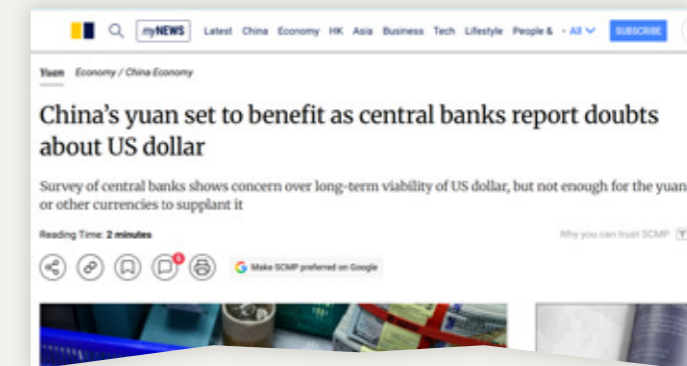 myNEWS Latest China Economy HK Asia Business Tech Lifestyle People & All SUBSCRIBE
Yuan Economy / China Economy
China's yuan set to benefit as central banks report doubts
about US dollar
Survey of central banks shows concern over long-term viability of US dollar, but not enough for the yuan
or other currencies to supplant it
Reading Time: 2 minutes
Why you can trust SCMP
Make SCMP preferred on Google